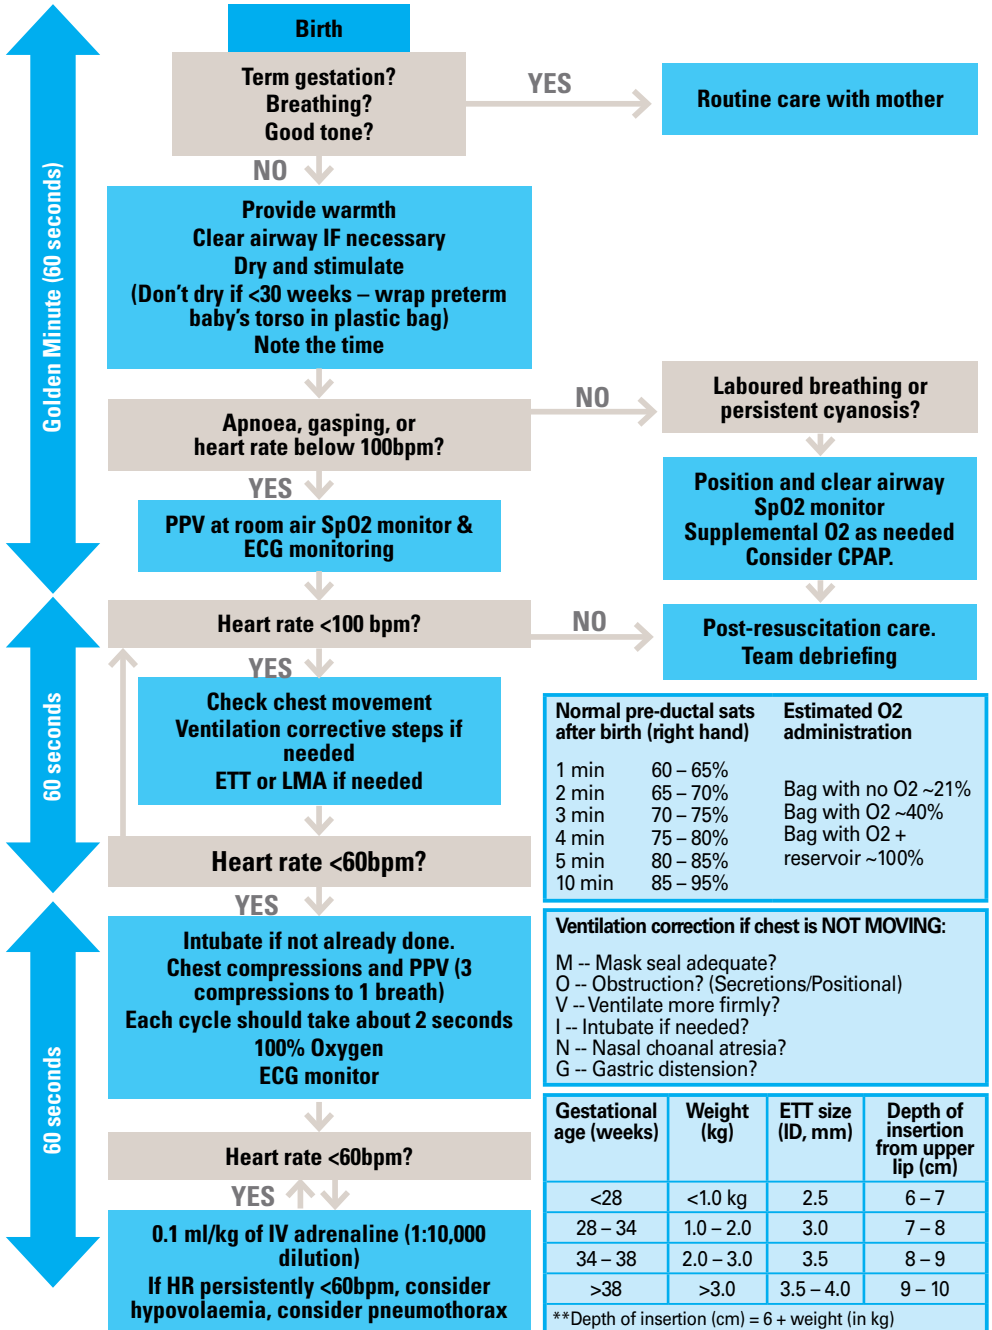 Birth
Term gestation?
Breathing?
Good tone?
YES
Routine care with mother
NO
Provide warmth
Clear airway IF necessary
Dry and stimulate
(Don't dry if <30 weeks – wrap preterm
baby's torso in plastic bag)
Note the time
Golden Minute (60 seconds)
Apnoea, gasping, or
heart rate below 100bpm?
NO
Laboured breathing or
persistent cyanosis?
YES
PPV at room air SpO2 monitor &
ECG monitoring
Position and clear airway
SpO2 monitor
Supplemental O2 as needed
Consider CPAP.
Heart rate <100 bpm?
NO
Post-resuscitation care.
Team debriefing
YES
Check chest movement
Ventilation corrective steps if
needed
ETT or LMA if needed
60 seconds
Heart rate <60bpm?
YES
Intubate if not already done.
Chest compressions and PPV (3
compressions to 1 breath)
Each cycle should take about 2 seconds
100% Oxygen
ECG monitor
60 seconds
Heart rate <60bpm?
YES
0.1 ml/kg of IV adrenaline (1:10,000
dilution)
If HR persistently <60bpm, consider
hypovolaemia, consider pneumothorax
Normal pre-ductal sats
after birth (right hand)
1 min 60 – 65%
2 min 65 – 70%
3 min 70 – 75%
4 min 75 – 80%
5 min 80 – 85%
10 min 85 – 95%
Estimated O2
administration
Bag with no O2 ~21%
Bag with O2 ~40%
Bag with O2 +
reservoir ~100%
Ventilation correction if chest is NOT MOVING:
M -- Mask seal adequate?
O -- Obstruction? (Secretions/Positional)
V -- Ventilate more firmly?
I -- Intubate if needed?
N -- Nasal choanal atresia?
G -- Gastric distension?
Gestational age (weeks) Weight (kg) ETT size (ID, mm) Depth of insertion from upper lip (cm)
<28 <1.0 kg 2.5 6 – 7
28 – 34 1.0 – 2.0 3.0 7 – 8
34 – 38 2.0 – 3.0 3.5 8 – 9
>38 >3.0 3.5 – 4.0 9 – 10
**Depth of insertion (cm) = 6 + weight (in kg)